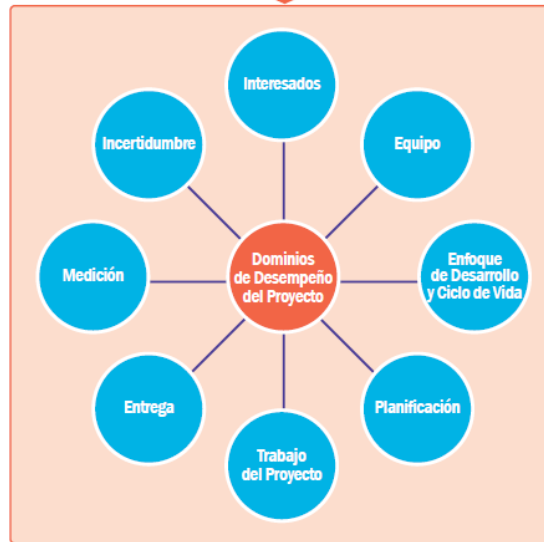 Interesados
Equipo
Enfoque
de Desarrollo
y Ciclo de Vida
Planificación
Trabajo
del Proyecto
Entrega
Medición
Incertidumbre
Dominios
de Desempeño
del Proyecto